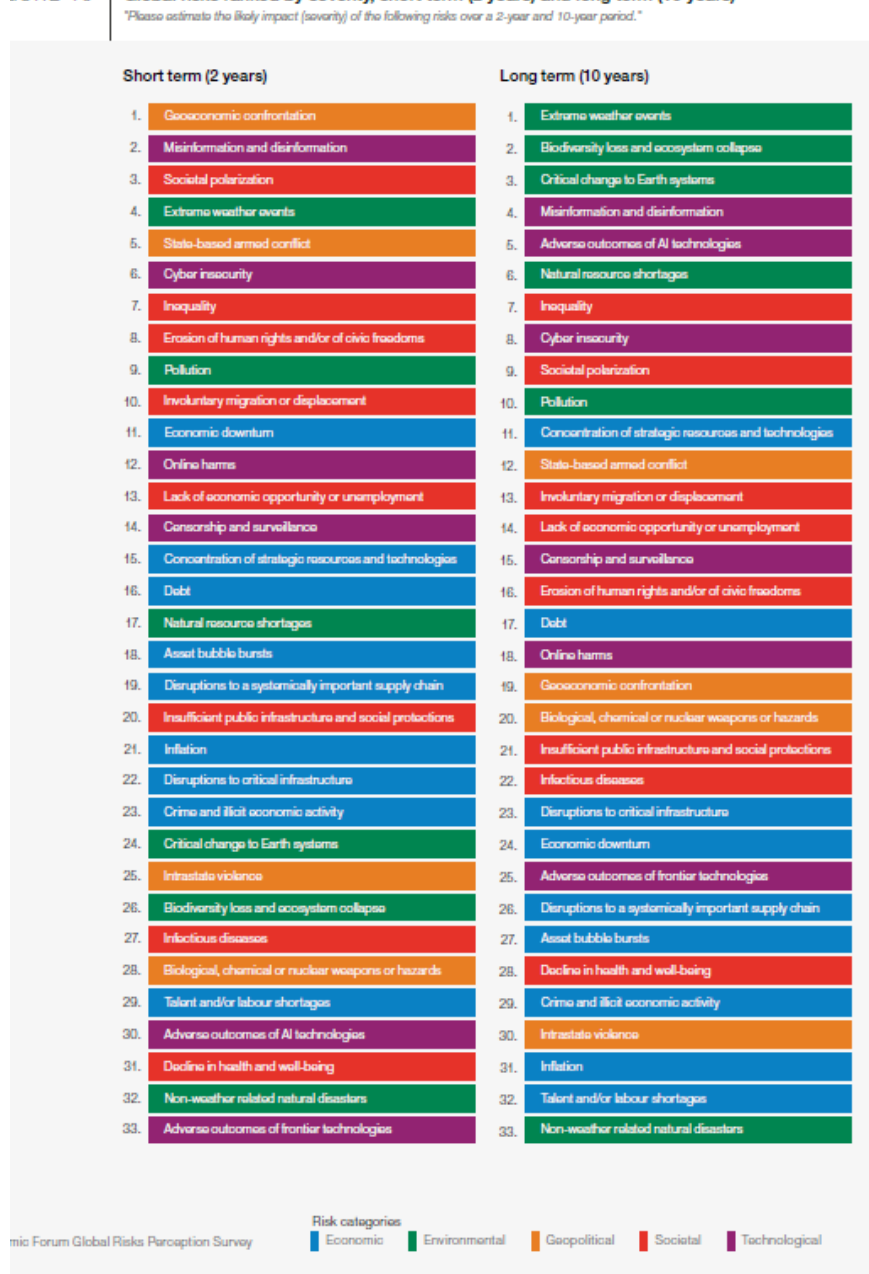 Global risks ranked by severity, short term (2 years) and long term (10 years)
"Please estimate the likely impact (severity) of the following risks over a 2-year and 10-year period."
Short term (2 years)
1. Geoeconomic confrontation
2. Misinformation and disinformation
3. Societal polarization
4. Extreme weather events
5. State-based armed conflict
6. Cyber insecurity
7. Inequality
8. Erosion of human rights and/or of civic freedoms
9. Pollution
10. Involuntary migration or displacement
11. Economic downturn
12. Online harms
13. Lack of economic opportunity or unemployment
14. Censorship and surveillance
15. Concentration of strategic resources and technologies
16. Debt
17. Natural resource shortages
18. Asset bubble bursts
19. Disruptions to a systemically important supply chain
20. Insufficient public infrastructure and social protections
21. Inflation
22. Disruptions to critical infrastructure
23. Crime and illicit economic activity
24. Critical change to Earth systems
25. Intrastate violence
26. Biodiversity loss and ecosystem collapse
27. Infectious diseases
28. Biological, chemical or nuclear weapons or hazards
29. Talent and/or labour shortages
30. Adverse outcomes of AI technologies
31. Decline in health and well-being
32. Non-weather related natural disasters
33. Adverse outcomes of frontier technologies
Long term (10 years)
1. Extreme weather events
2. Biodiversity loss and ecosystem collapse
3. Critical change to Earth systems
4. Misinformation and disinformation
5. Adverse outcomes of AI technologies
6. Natural resource shortages
7. Inequality
8. Cyber insecurity
9. Societal polarization
10. Pollution
11. Concentration of strategic resources and technologies
12. State-based armed conflict
13. Involuntary migration or displacement
14. Lack of economic opportunity or unemployment
15. Censorship and surveillance
16. Erosion of human rights and/or of civic freedoms
17. Debt
18. Online harms
19. Geoeconomic confrontation
20. Biological, chemical or nuclear weapons or hazards
21. Insufficient public infrastructure and social protections
22. Infectious diseases
23. Disruptions to critical infrastructure
24. Economic downturn
25. Adverse outcomes of frontier technologies
26. Disruptions to a systemically important supply chain
27. Asset bubble bursts
28. Decline in health and well-being
29. Crime and illicit economic activity
30. Intrastate violence
31. Inflation
32. Talent and/or labour shortages
33. Non-weather related natural disasters
Risk categories
mic Forum Global Risks Perception Survey
Economic Environmental Geopolitical Societal Technological